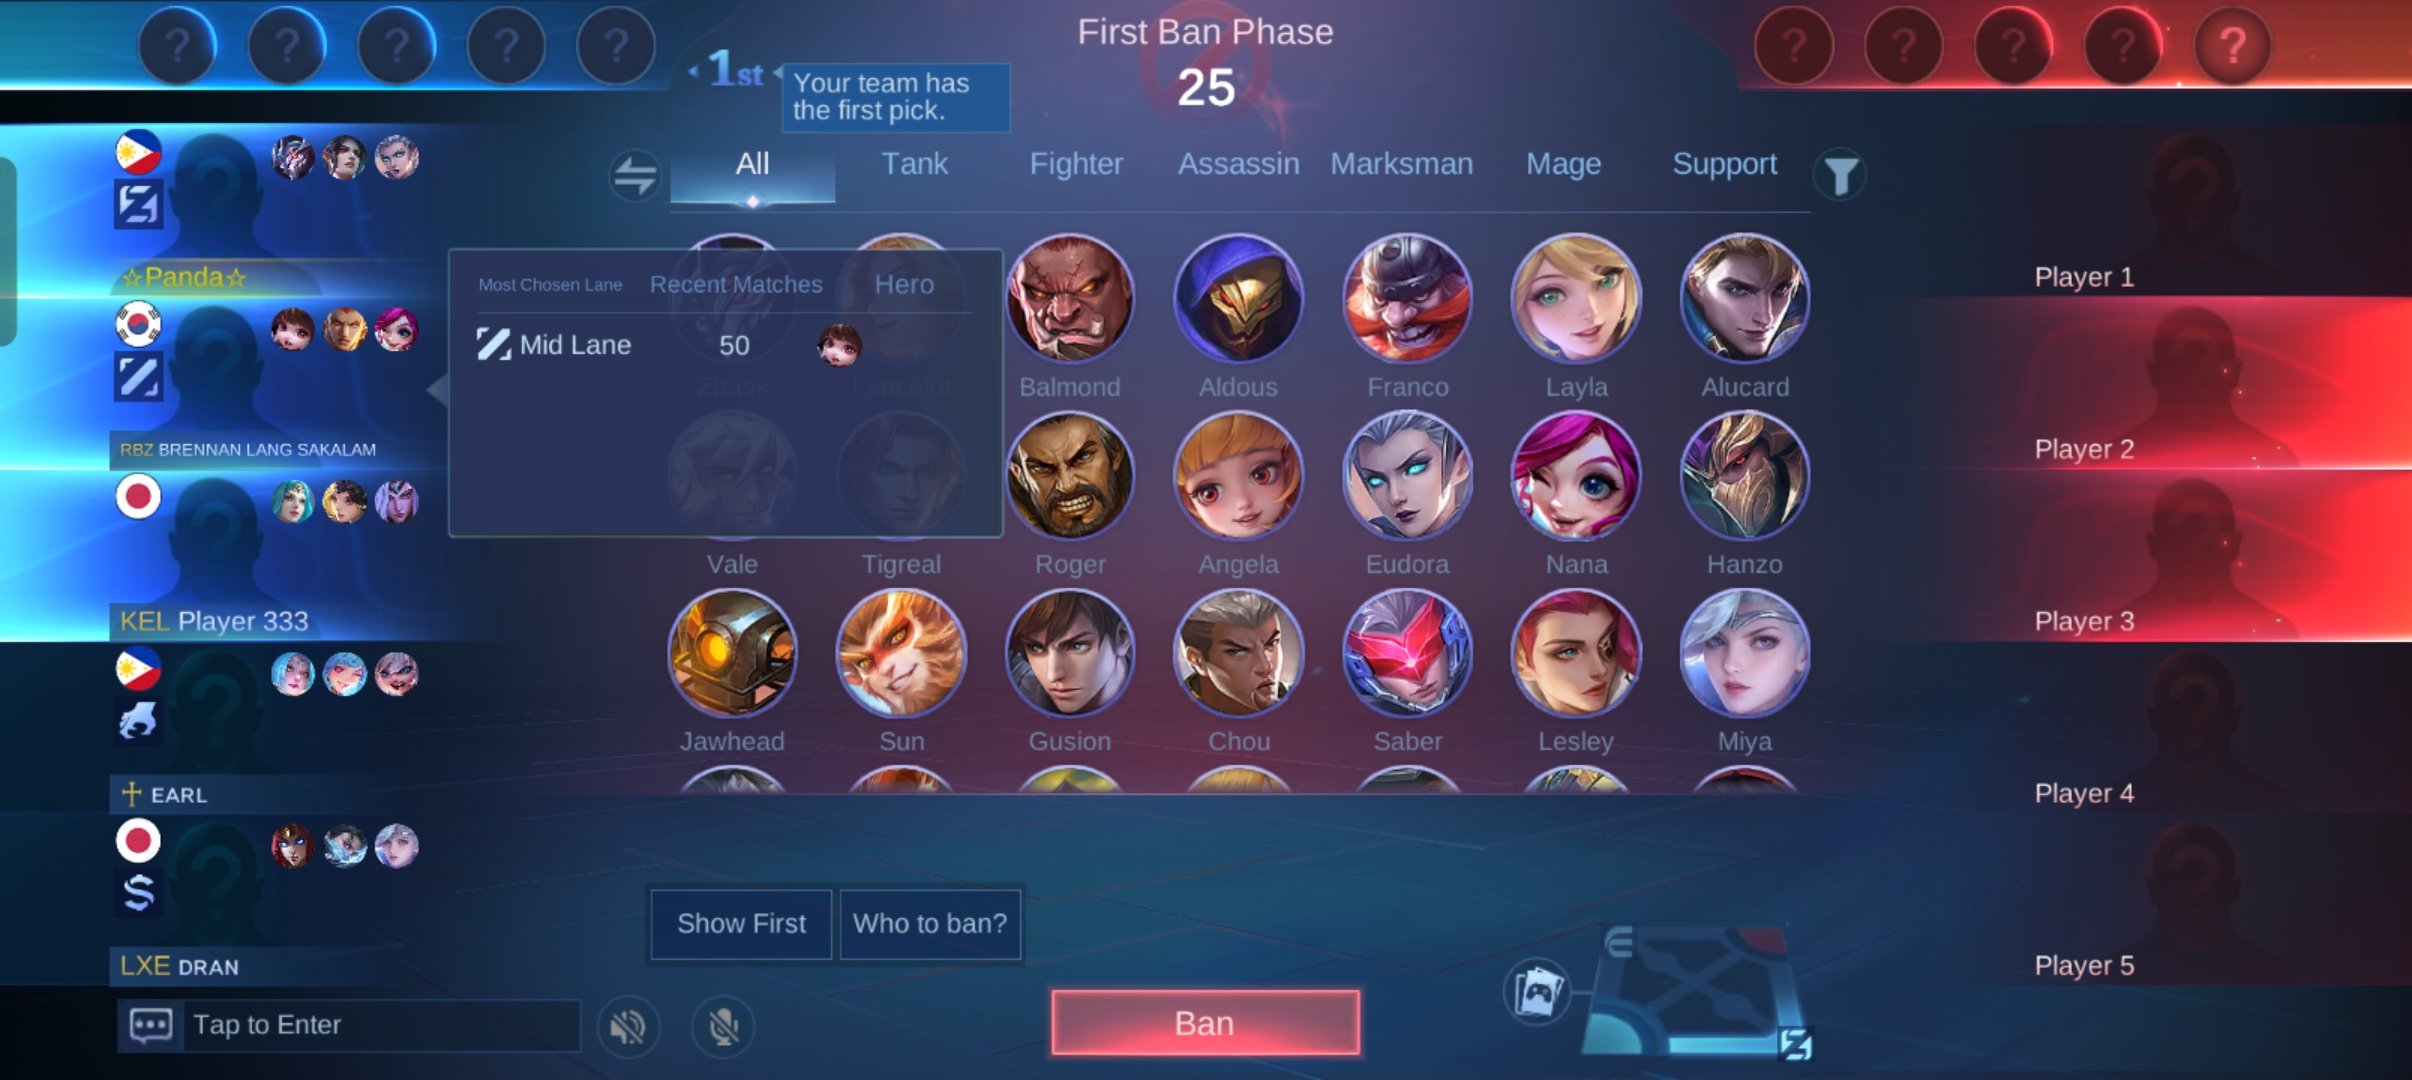 First Ban Phase
25
1st
Your team has
the first pick.
All
Tank
Fighter
Assassin
Marksman
Mage
Support
☆Panda☆
Most Chosen Lane
Recent Matches
Hero
Mid Lane
50
Zhask
Lancelot
Balmond
Aldous
Franco
Layla
Alucard
RBZ BRENNAN LANG SAKALAM
Vale
Tigreal
Roger
Angela
Eudora
Nana
Hanzo
KEL Player 333
Jawhead
Sun
Gusion
Chou
Saber
Lesley
Miya
EARL
LXE DRAN
Player 1
Player 2
Player 3
Player 4
Player 5
Show First
Who to ban?
Tap to Enter
Ban